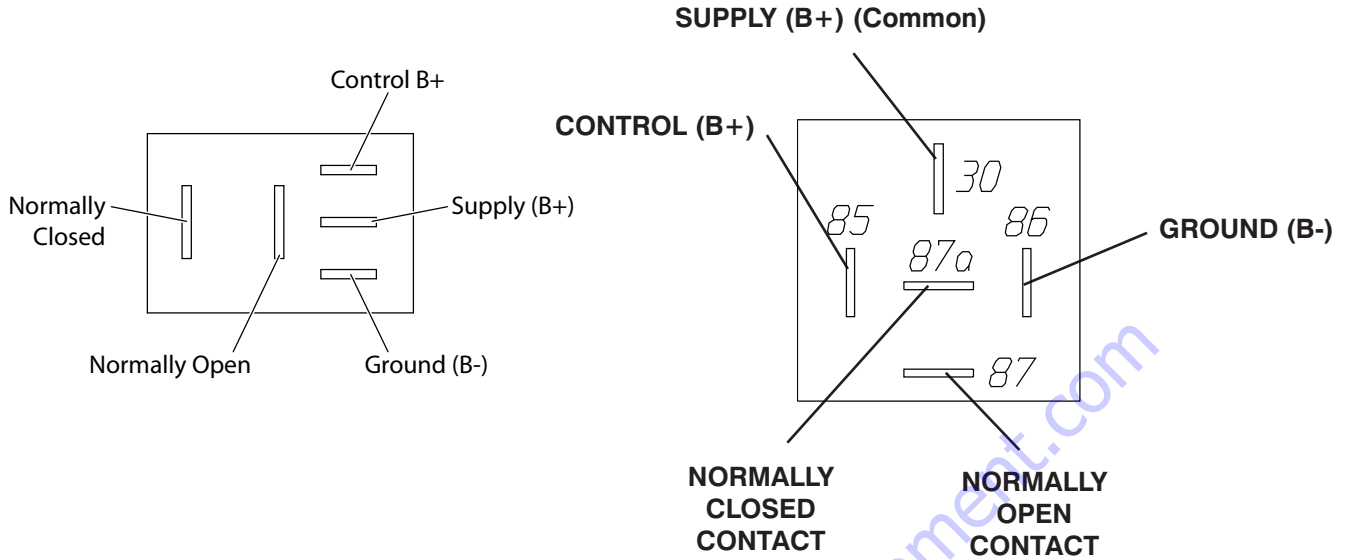 Control B+
Normally
Closed
Supply (B+)
Normally Open
Ground (B-)
SUPPLY (B+) (Common)
CONTROL (B+)
30
85
86
87a
GROUND (B-)
87
NORMALLY
CLOSED
CONTACT
NORMALLY
OPEN
CONTACT